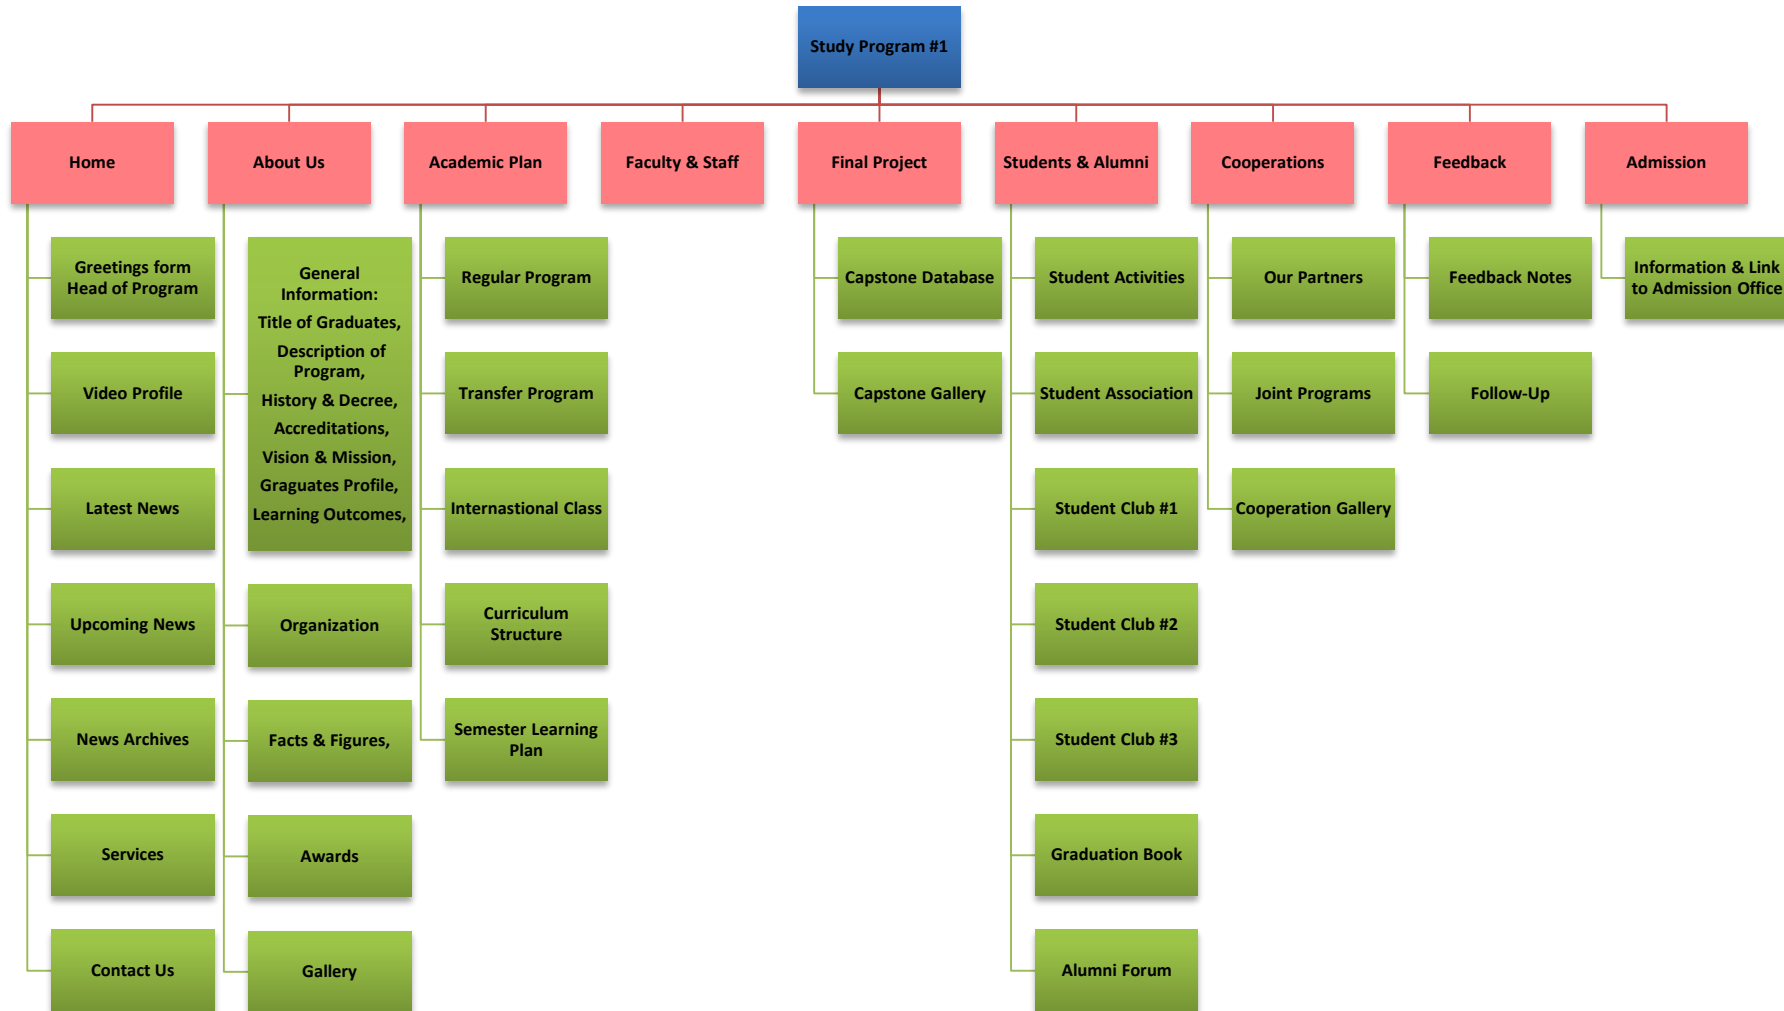 Study Program #1
Home
About Us
Academic Plan
Faculty & Staff
Final Project
Students & Alumni
Cooperations
Feedback
Admission
Greetings form
Head of Program
Video Profile
Latest News
Upcoming News
News Archives
Services
Contact Us
General
Information:
Title of Graduates,
Description of
Program,
History & Decree,
Accreditations,
Vision & Mission,
Graguates Profile,
Learning Outcomes,
Organization
Facts & Figures,
Awards
Gallery
Regular Program
Transfer Program
Internastional Class
Curriculum
Structure
Semester Learning
Plan
Capstone Database
Capstone Gallery
Student Activities
Student Association
Student Club #1
Student Club #2
Student Club #3
Graduation Book
Alumni Forum
Our Partners
Joint Programs
Cooperation Gallery
Feedback Notes
Follow-Up
Information & Link
to Admission Office